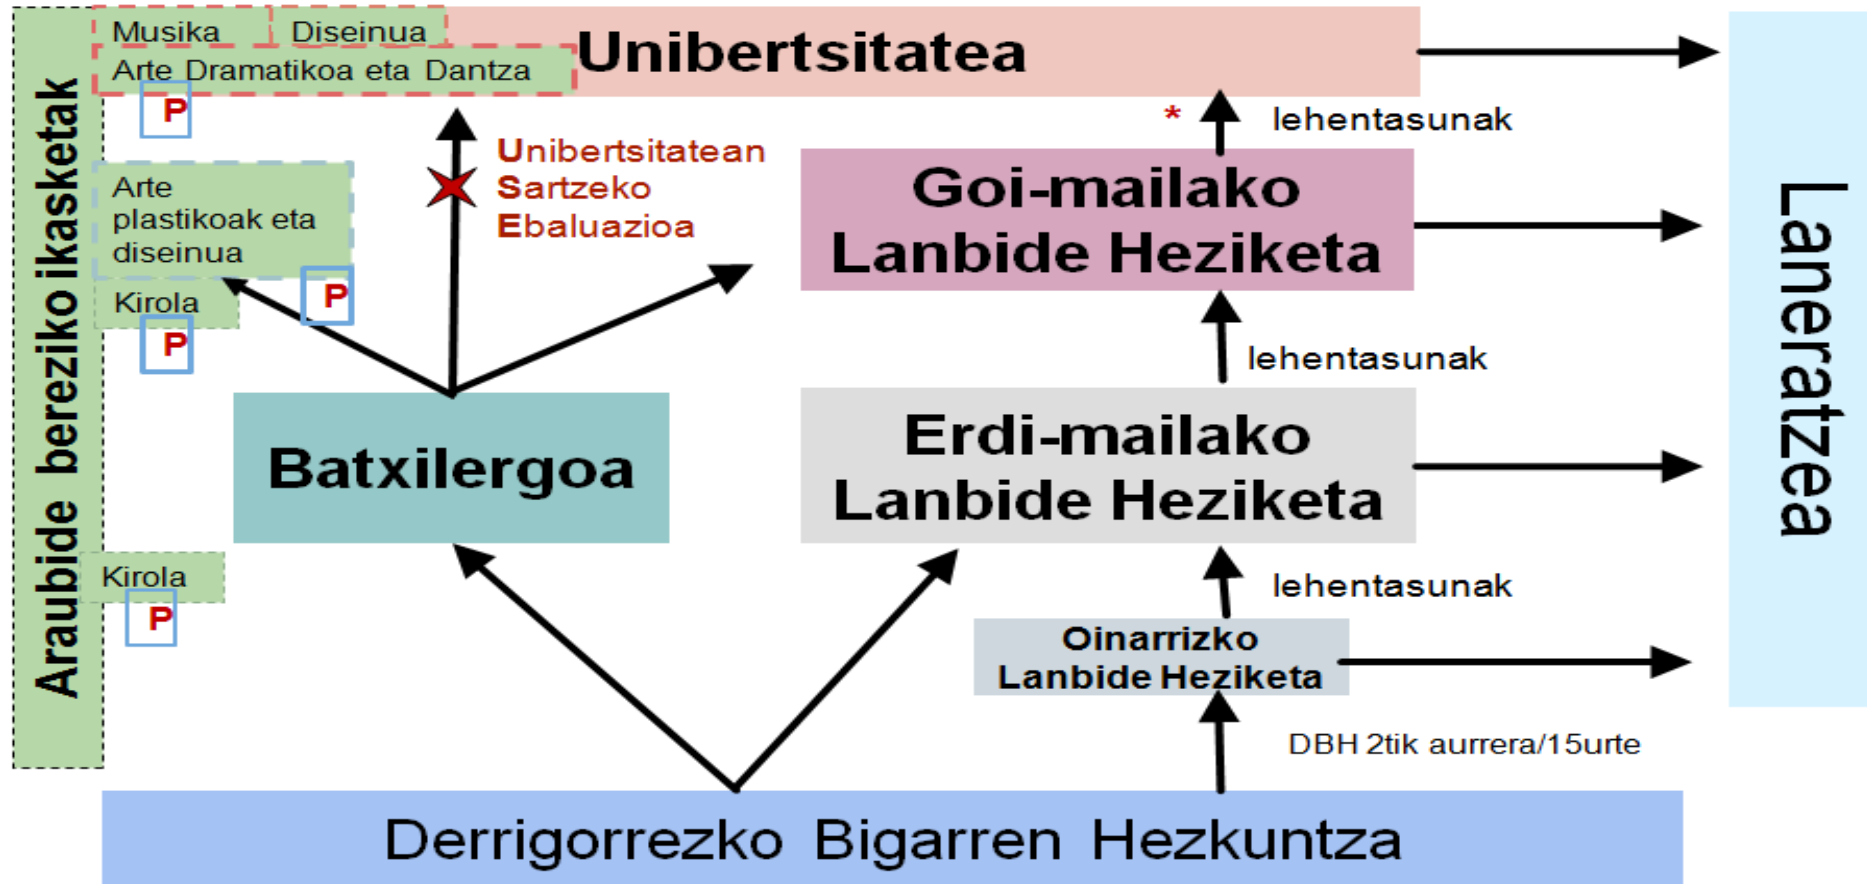 Araubide bereziko ikasketak
Musika
Diseinua
Arte Dramatikoa eta Dantza
P
Unibertsitatea
Unibertsitatean
Sartzeko
Ebaluazioa
* lehentasunak
Arte
plastikoak eta
diseinua
P
Kirola
P
Goi-mailako
Lanbide Heziketa
lehentasunak
Batxilergoa
Erdi-mailako
Lanbide Heziketa
Kirola
P
lehentasunak
Oinarrizko
Lanbide Heziketa
DBH 2tik aurrera/15urte
Derrigorrezko Bigarren Hezkuntza
Laneratzea